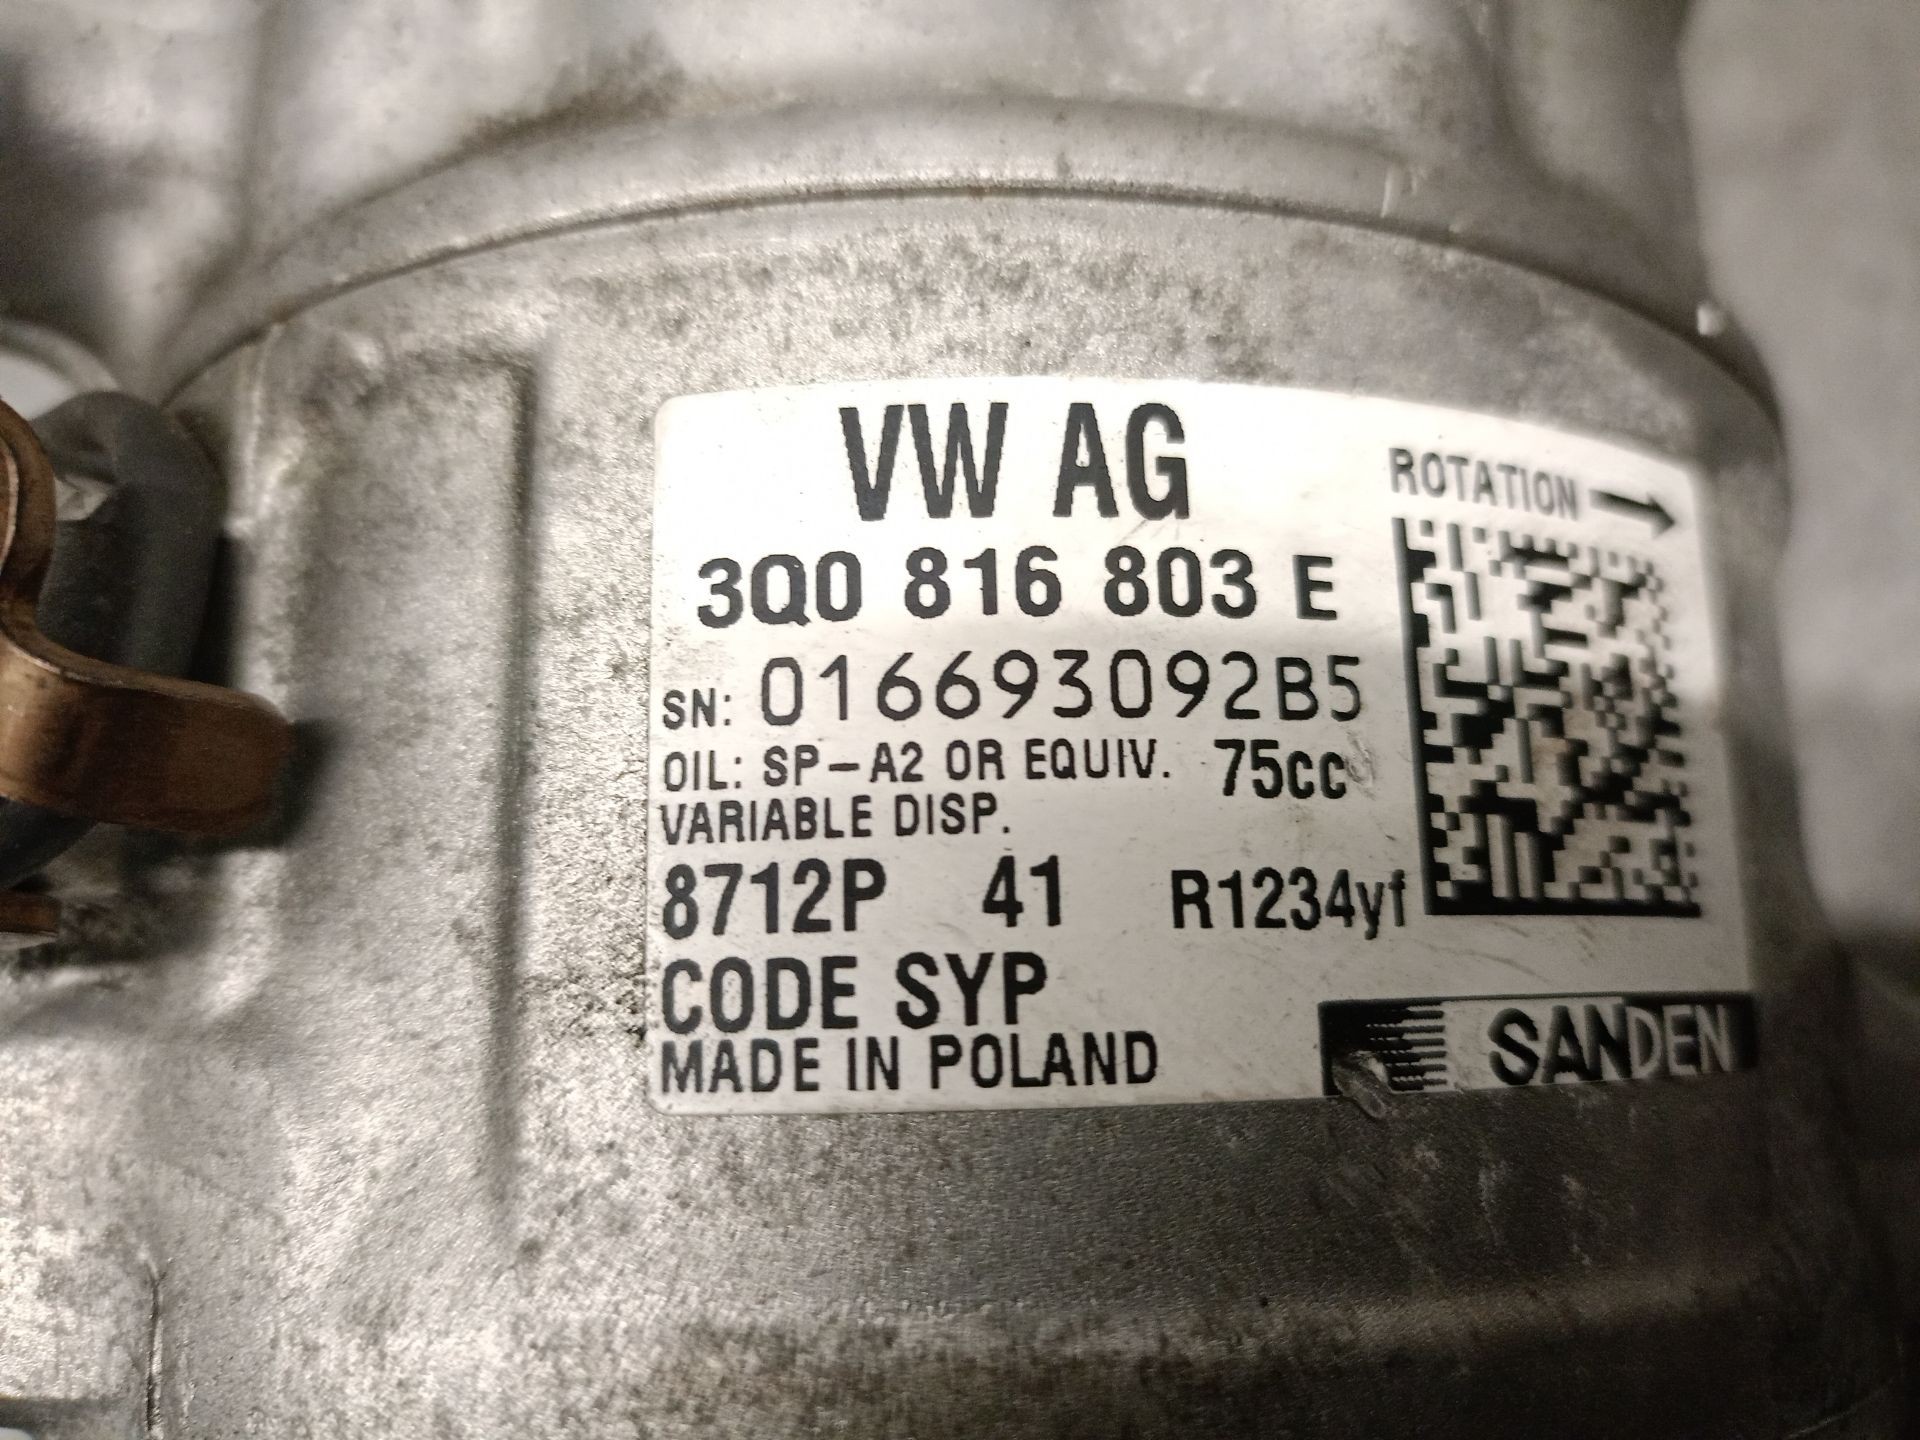 VW AG
ROTATION
3Q0 816 803 E
SN: 016693092B5
OIL: SP-A2 OR EQUIV. 75cc
VARIABLE DISP.
8712P 41 R1234yf
CODE SYP
MADE IN POLAND
SANDEN